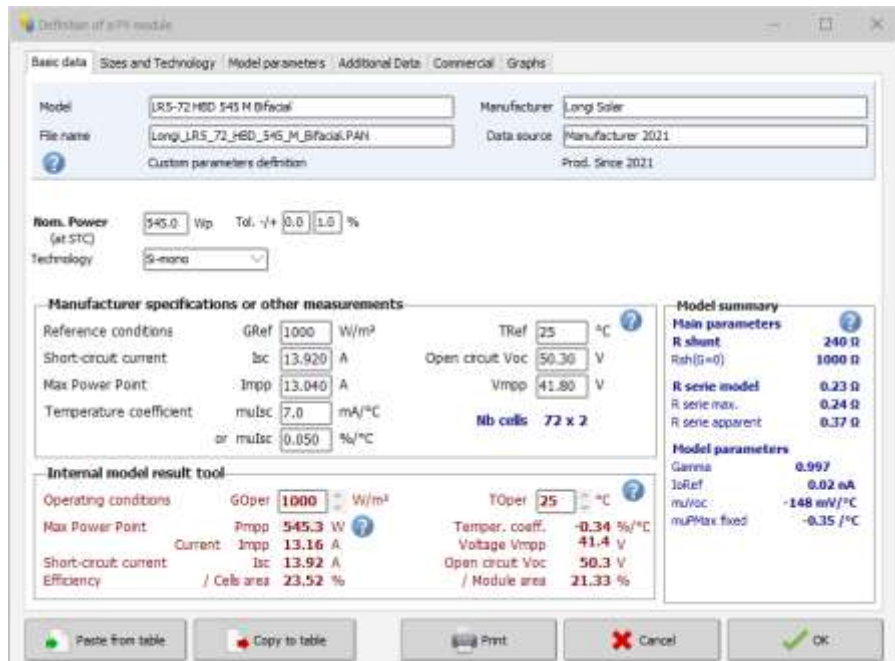 Definition of a PV module
Basic data Sizes and Technology Model parameters Additional Data Commercial Graphs
Model LR5-72 HBD 545 M Bifacial Manufacturer Longi Solar
File name Longi_LR5_72_HBD_545_M_Bifacial.PAN Data source Manufacturer 2021
? Custom parameters definition Prod. Since 2021
Nom. Power 545.0 Wp Tol. -/+ 0.0 1.0 %
(at STC)
Technology Si-mono
Manufacturer specifications or other measurements
Reference conditions GRef 1000 W/m² TRef 25 °C ?
Short-circuit current Isc 13.920 A Open circuit Voc 50.30 V
Max Power Point Impp 13.040 A Vmpp 41.80 V
Temperature coefficient muIsc 7.0 mA/°C Nb cells 72 x 2
or muIsc 0.050 %/°C
Internal model result tool
Operating conditions GOper 1000 W/m² TOper 25 °C ?
Max Power Point Pmpp 545.3 W ? Temper. coeff. -0.34 %/°C
Current Impp 13.16 A Voltage Vmpp 41.4 V
Short-circuit current Isc 13.92 A Open circuit Voc 50.3 V
Efficiency / Cells area 23.52 % / Module area 21.33 %
Model summary
Main parameters ?
R shunt 240 Ω
Rsh(G=0) 1000 Ω
R serie model 0.23 Ω
R serie max. 0.24 Ω
R serie apparent 0.37 Ω
Model parameters
Gamma 0.997
IoRef 0.02 nA
muVoc -148 mV/°C
muPMax fixed -0.35 /°C
Paste from table Copy to table Print Cancel OK